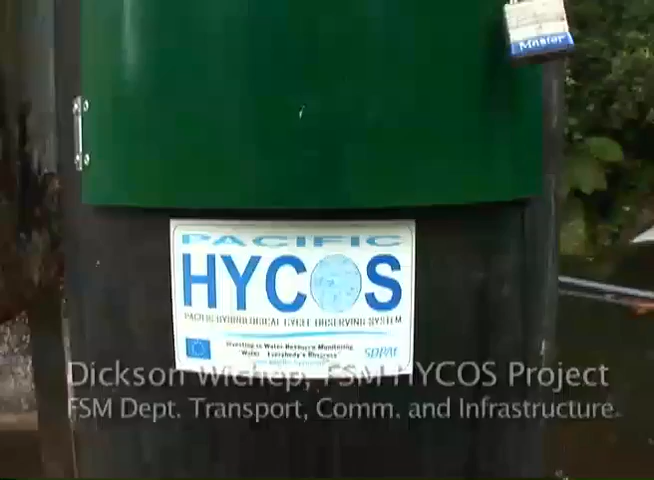 Master
PACIFIC
HYCOS
PACIFIC HYDROLOGICAL CYCLE OBSERVING SYSTEM
Investing in Water Resource Monitoring
"Water - Everybody's Business"
SOPAC
Dickson Wichep, FSM HYCOS Project
FSM Dept. Transport, Comm. and Infrastructure.